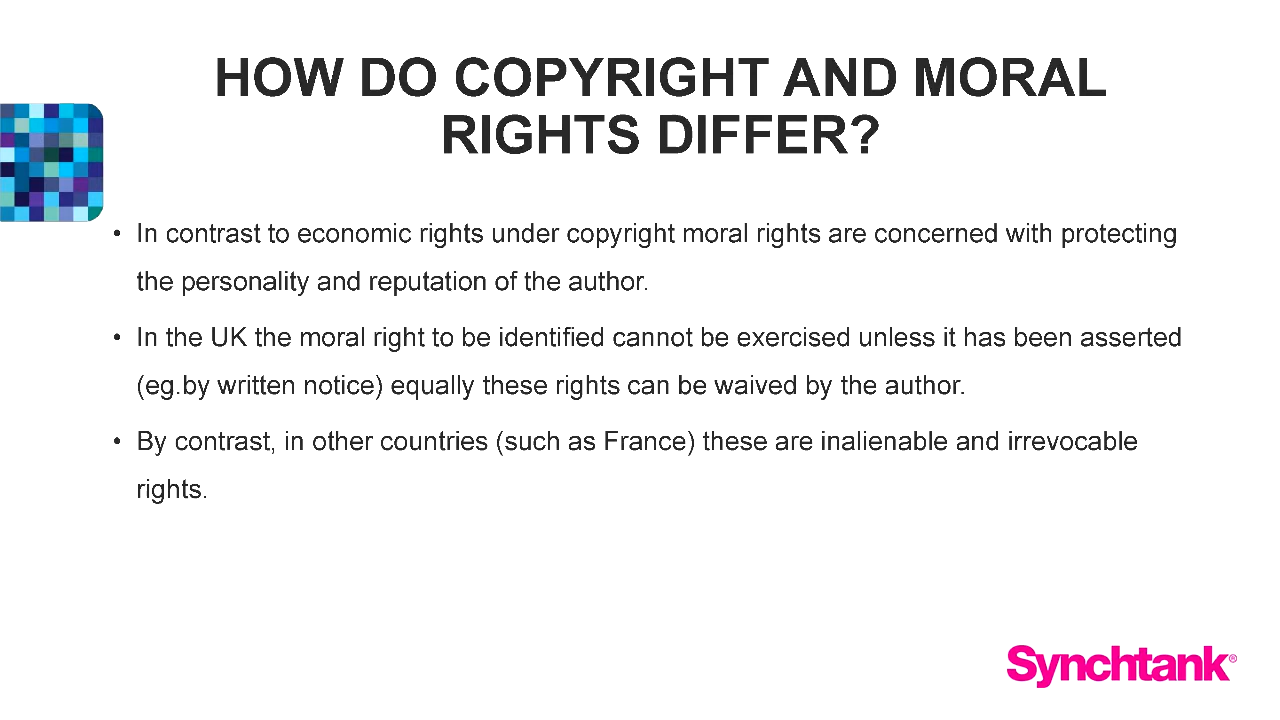 HOW DO COPYRIGHT AND MORAL
RIGHTS DIFFER?
• In contrast to economic rights under copyright moral rights are concerned with protecting
the personality and reputation of the author.
• In the UK the moral right to be identified cannot be exercised unless it has been asserted
(eg.by written notice) equally these rights can be waived by the author.
• By contrast, in other countries (such as France) these are inalienable and irrevocable
rights.
Synchtank®